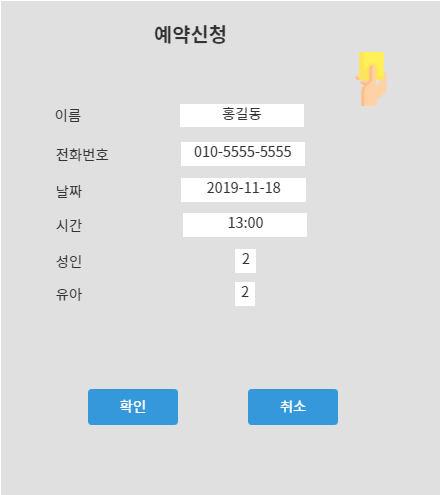 예약신청
이름 홍길동
전화번호 010-5555-5555
날짜 2019-11-18
시간 13:00
성인 2
유아 2
확인 취소